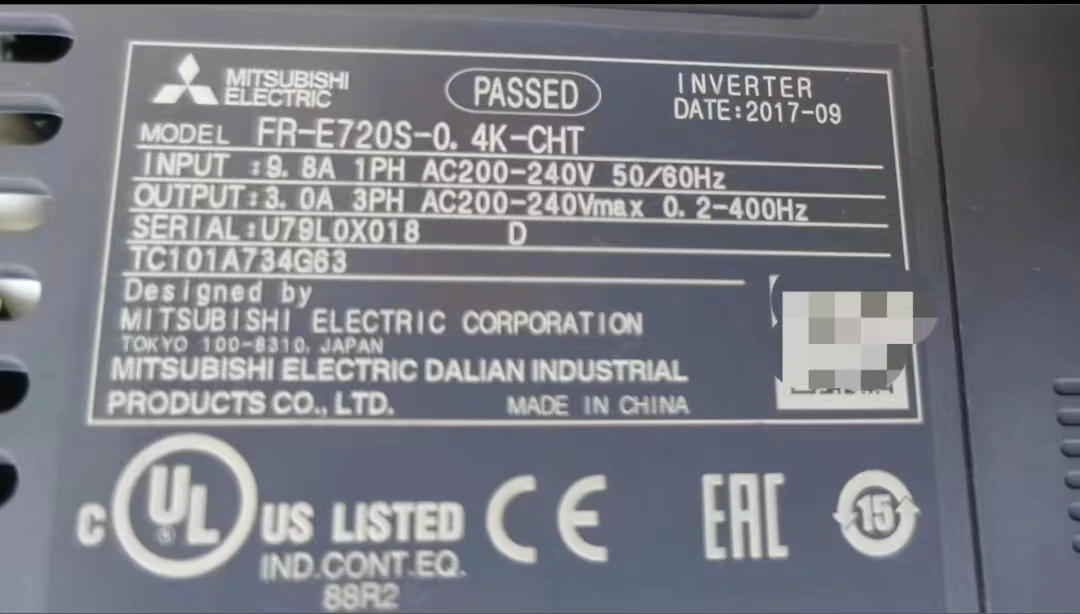 MITSUBISHI
ELECTRIC
PASSED
INVERTER
DATE:2017-09
MODEL FR-E720S-0.4K-CHT
INPUT :9.8A 1PH AC200-240V 50/60Hz
OUTPUT:3.0A 3PH AC200-240Vmax 0.2-400Hz
SERIAL:U79L0X018 D
TC101A734G63
Designed by
MITSUBISHI ELECTRIC CORPORATION
TOKYO 100-8310, JAPAN
MITSUBISHI ELECTRIC DALIAN INDUSTRIAL
PRODUCTS CO., LTD. MADE IN CHINA
C UL US LISTED
IND.CONT.EQ.
88R2
CE
EAC
15